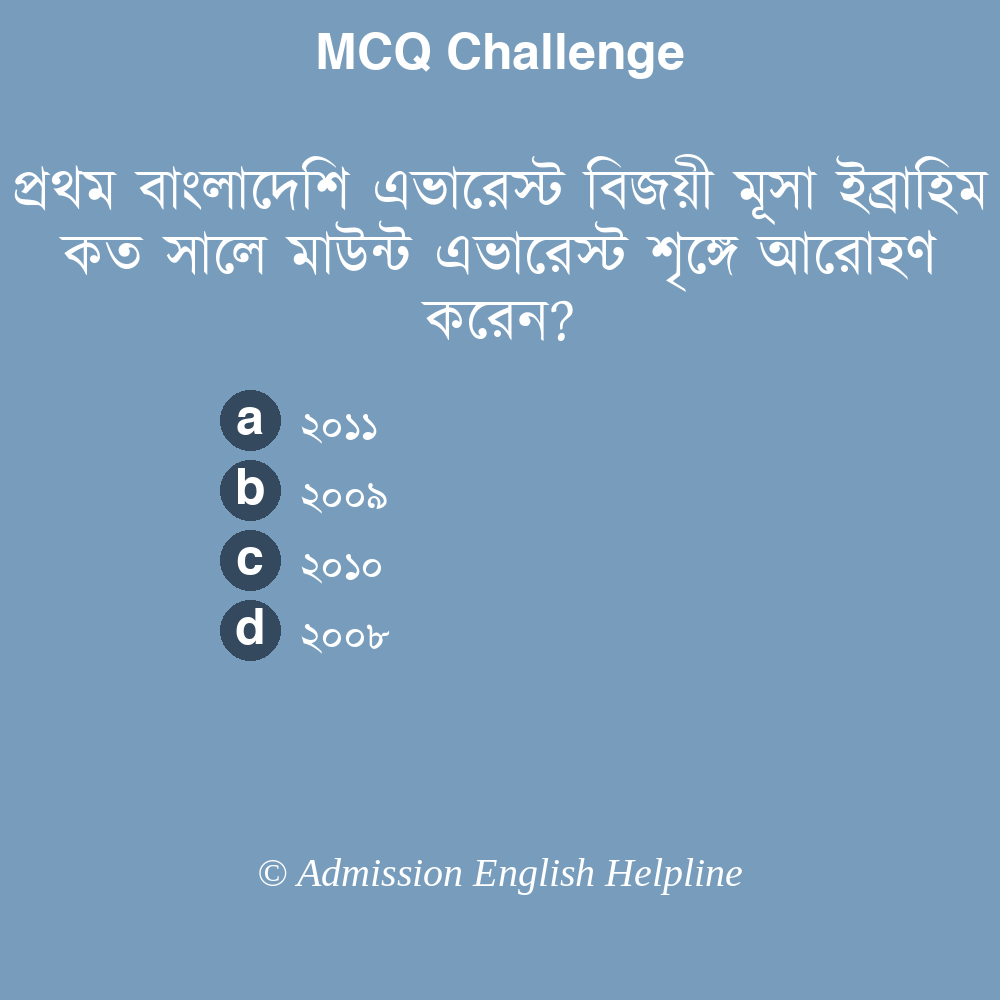 MCQ Challenge
প্রথম বাংলাদেশি এভারেস্ট বিজয়ী মূসা ইব্রাহিম
কত সালে মাউন্ট এভারেস্ট শৃঙ্গে আরোহণ
করেন?
a ২০১১
b ২০০৯
c ২০১০
d ২০০৮
© Admission English Helpline